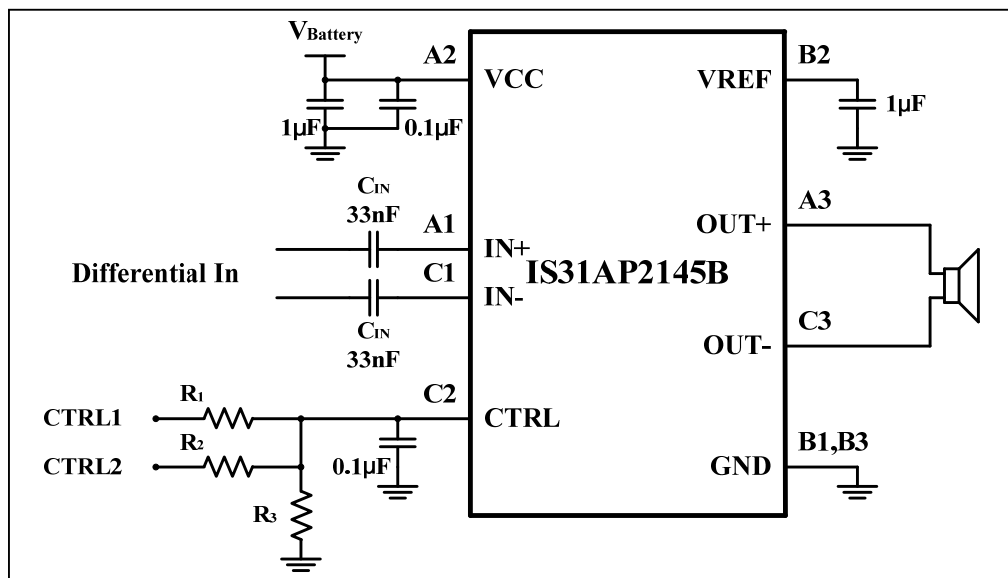 VBattery
A2
VCC
1µF
0.1µF
B2
VREF
1µF
CIN
33nF
A1
IN+
Differential In
C1
IN-
CIN
33nF
IS31AP2145B
A3
OUT+
C3
OUT-
C2
CTRL
CTRL1
R1
CTRL2
R2
0.1µF
R3
B1,B3
GND